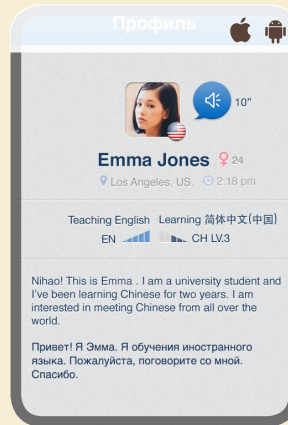 Профиль
10"
Emma Jones ♀ 24
Los Angeles, US. 2:18 pm
Teaching English Learning 简体中文(中国)
EN CH LV.3
Nihao! This is Emma . I am a university student and
I've been learning Chinese for two years. I am
interested in meeting Chinese from all over the
world.
Привет! Я Эмма. Я обучения иностранного
языка. Пожалуйста, поговорите со мной.
Спасибо.